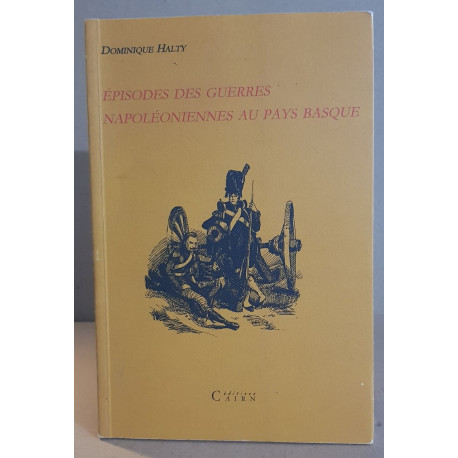 DOMINIQUE HALTY
ÉPISODES DES GUERRES
NAPOLÉONIENNES AU PAYS BASQUE
éditions
CAIRN